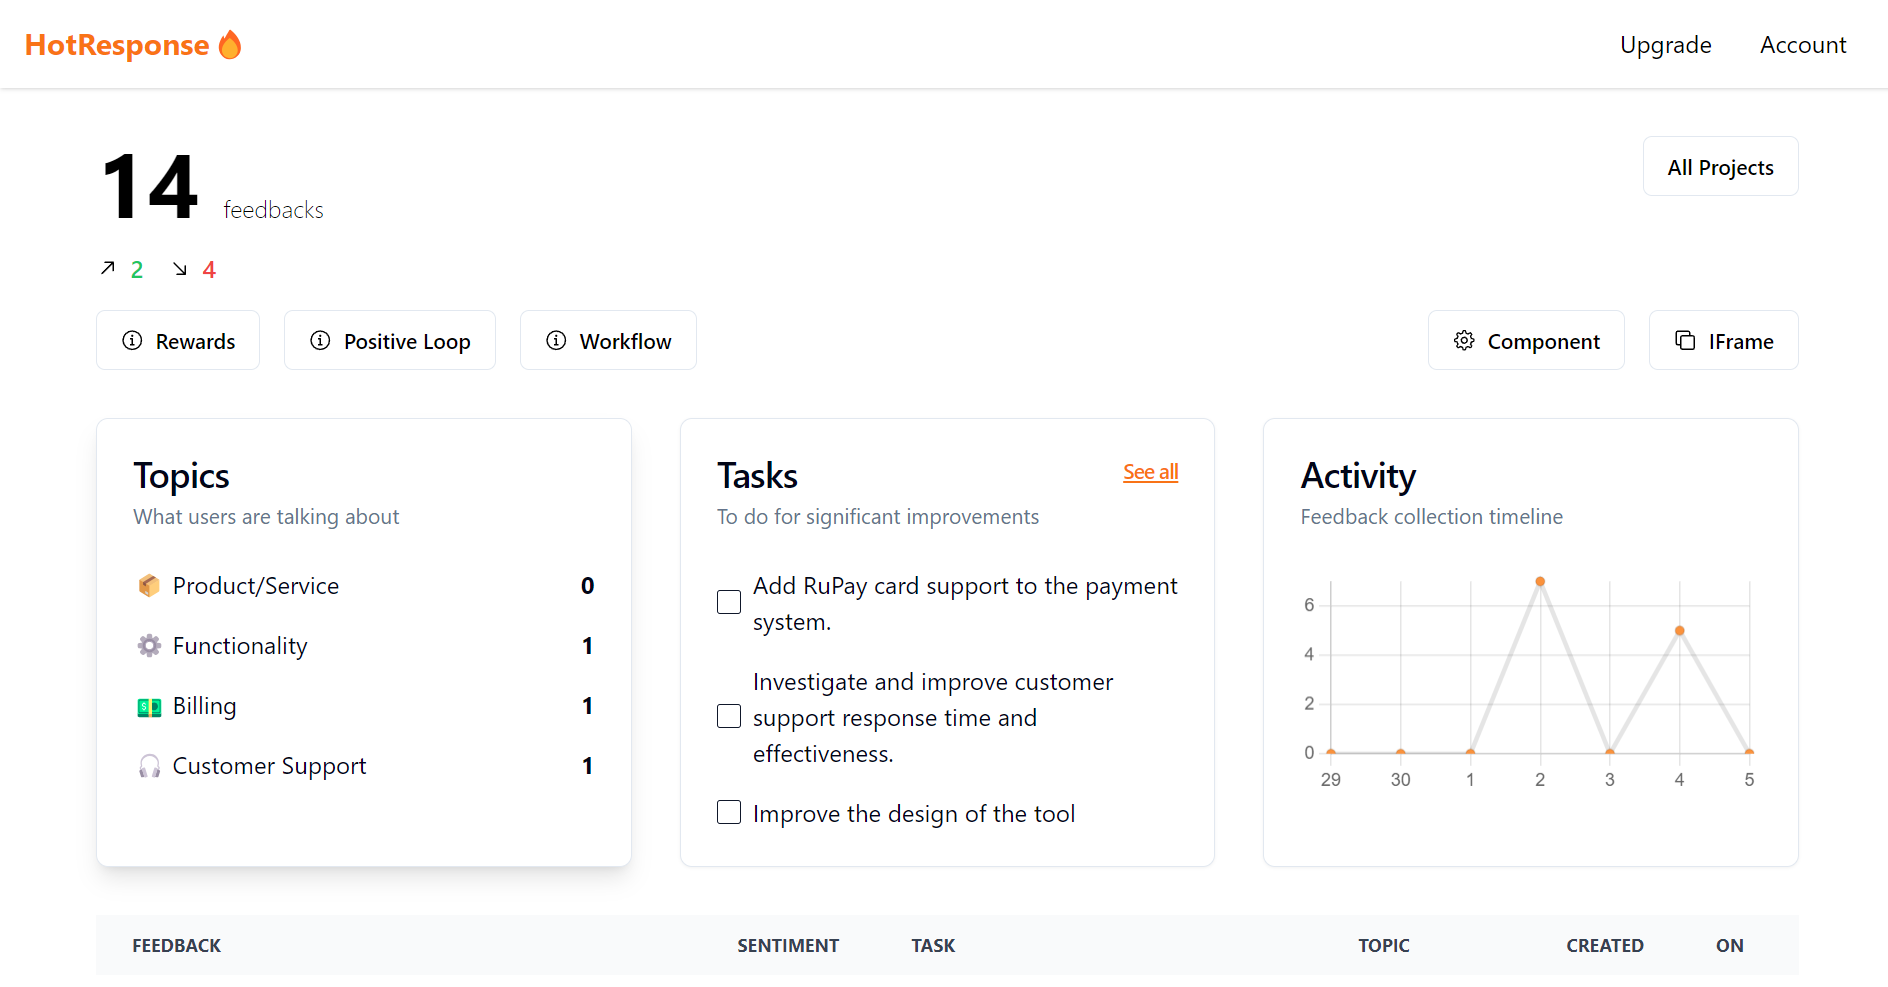 HotResponse
Upgrade
Account
14 feedbacks
All Projects
2
4
Rewards
Positive Loop
Workflow
Component
IFrame
Topics
What users are talking about
Product/Service 0
Functionality 1
Billing 1
Customer Support 1
Tasks
See all
To do for significant improvements
Add RuPay card support to the payment
system.
Investigate and improve customer
support response time and
effectiveness.
Improve the design of the tool
Activity
Feedback collection timeline
6
4
2
0
29 30 1 2 3 4 5
FEEDBACK SENTIMENT TASK TOPIC CREATED ON